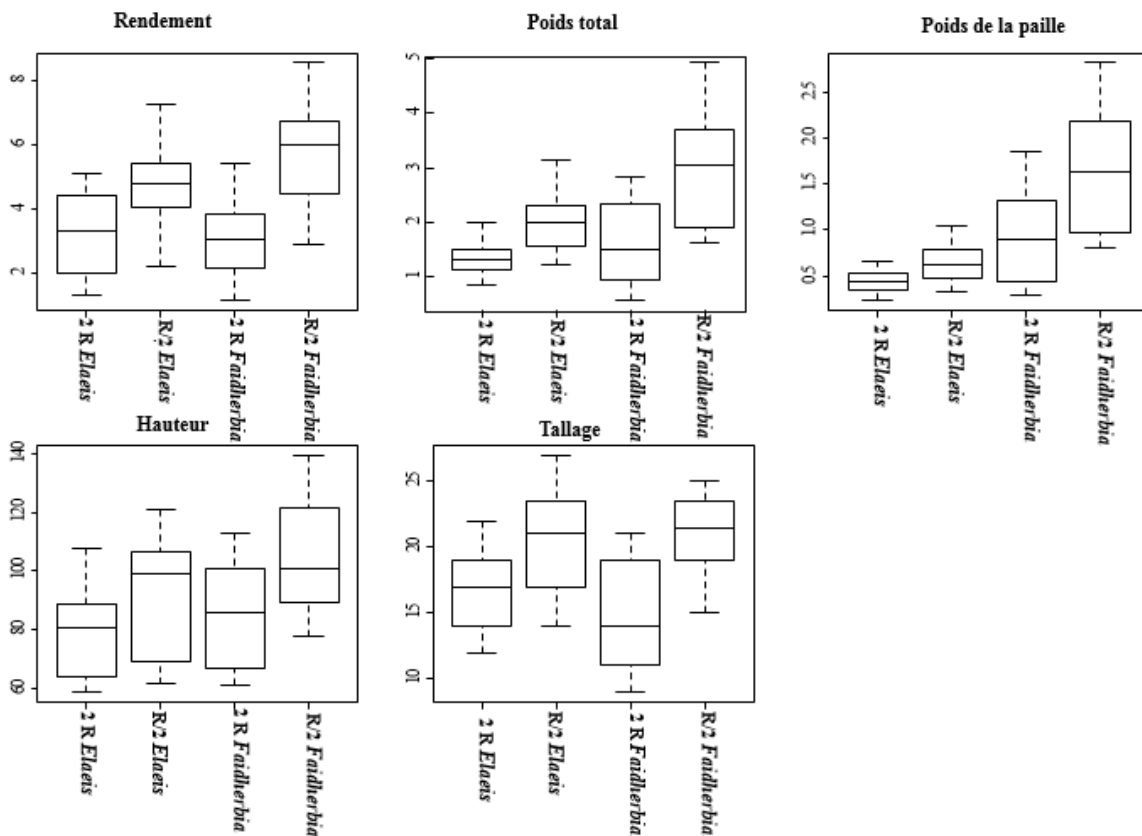 Rendement
8
6
4
2
2 R Elaeis
R/2 Elaeis
2 R Faidherbia
R/2 Faidherbia
Poids total
5
4
3
2
1
2 R Elaeis
R/2 Elaeis
2 R Faidherbia
R/2 Faidherbia
Poids de la paille
2.5
2.0
1.5
1.0
0.5
2 R Elaeis
R/2 Elaeis
2 R Faidherbia
R/2 Faidherbia
Hauteur
140
120
100
80
60
2 R Elaeis
R/2 Elaeis
2 R Faidherbia
R/2 Faidherbia
Tallage
25
20
15
10
2 R Elaeis
R/2 Elaeis
2 R Faidherbia
R/2 Faidherbia